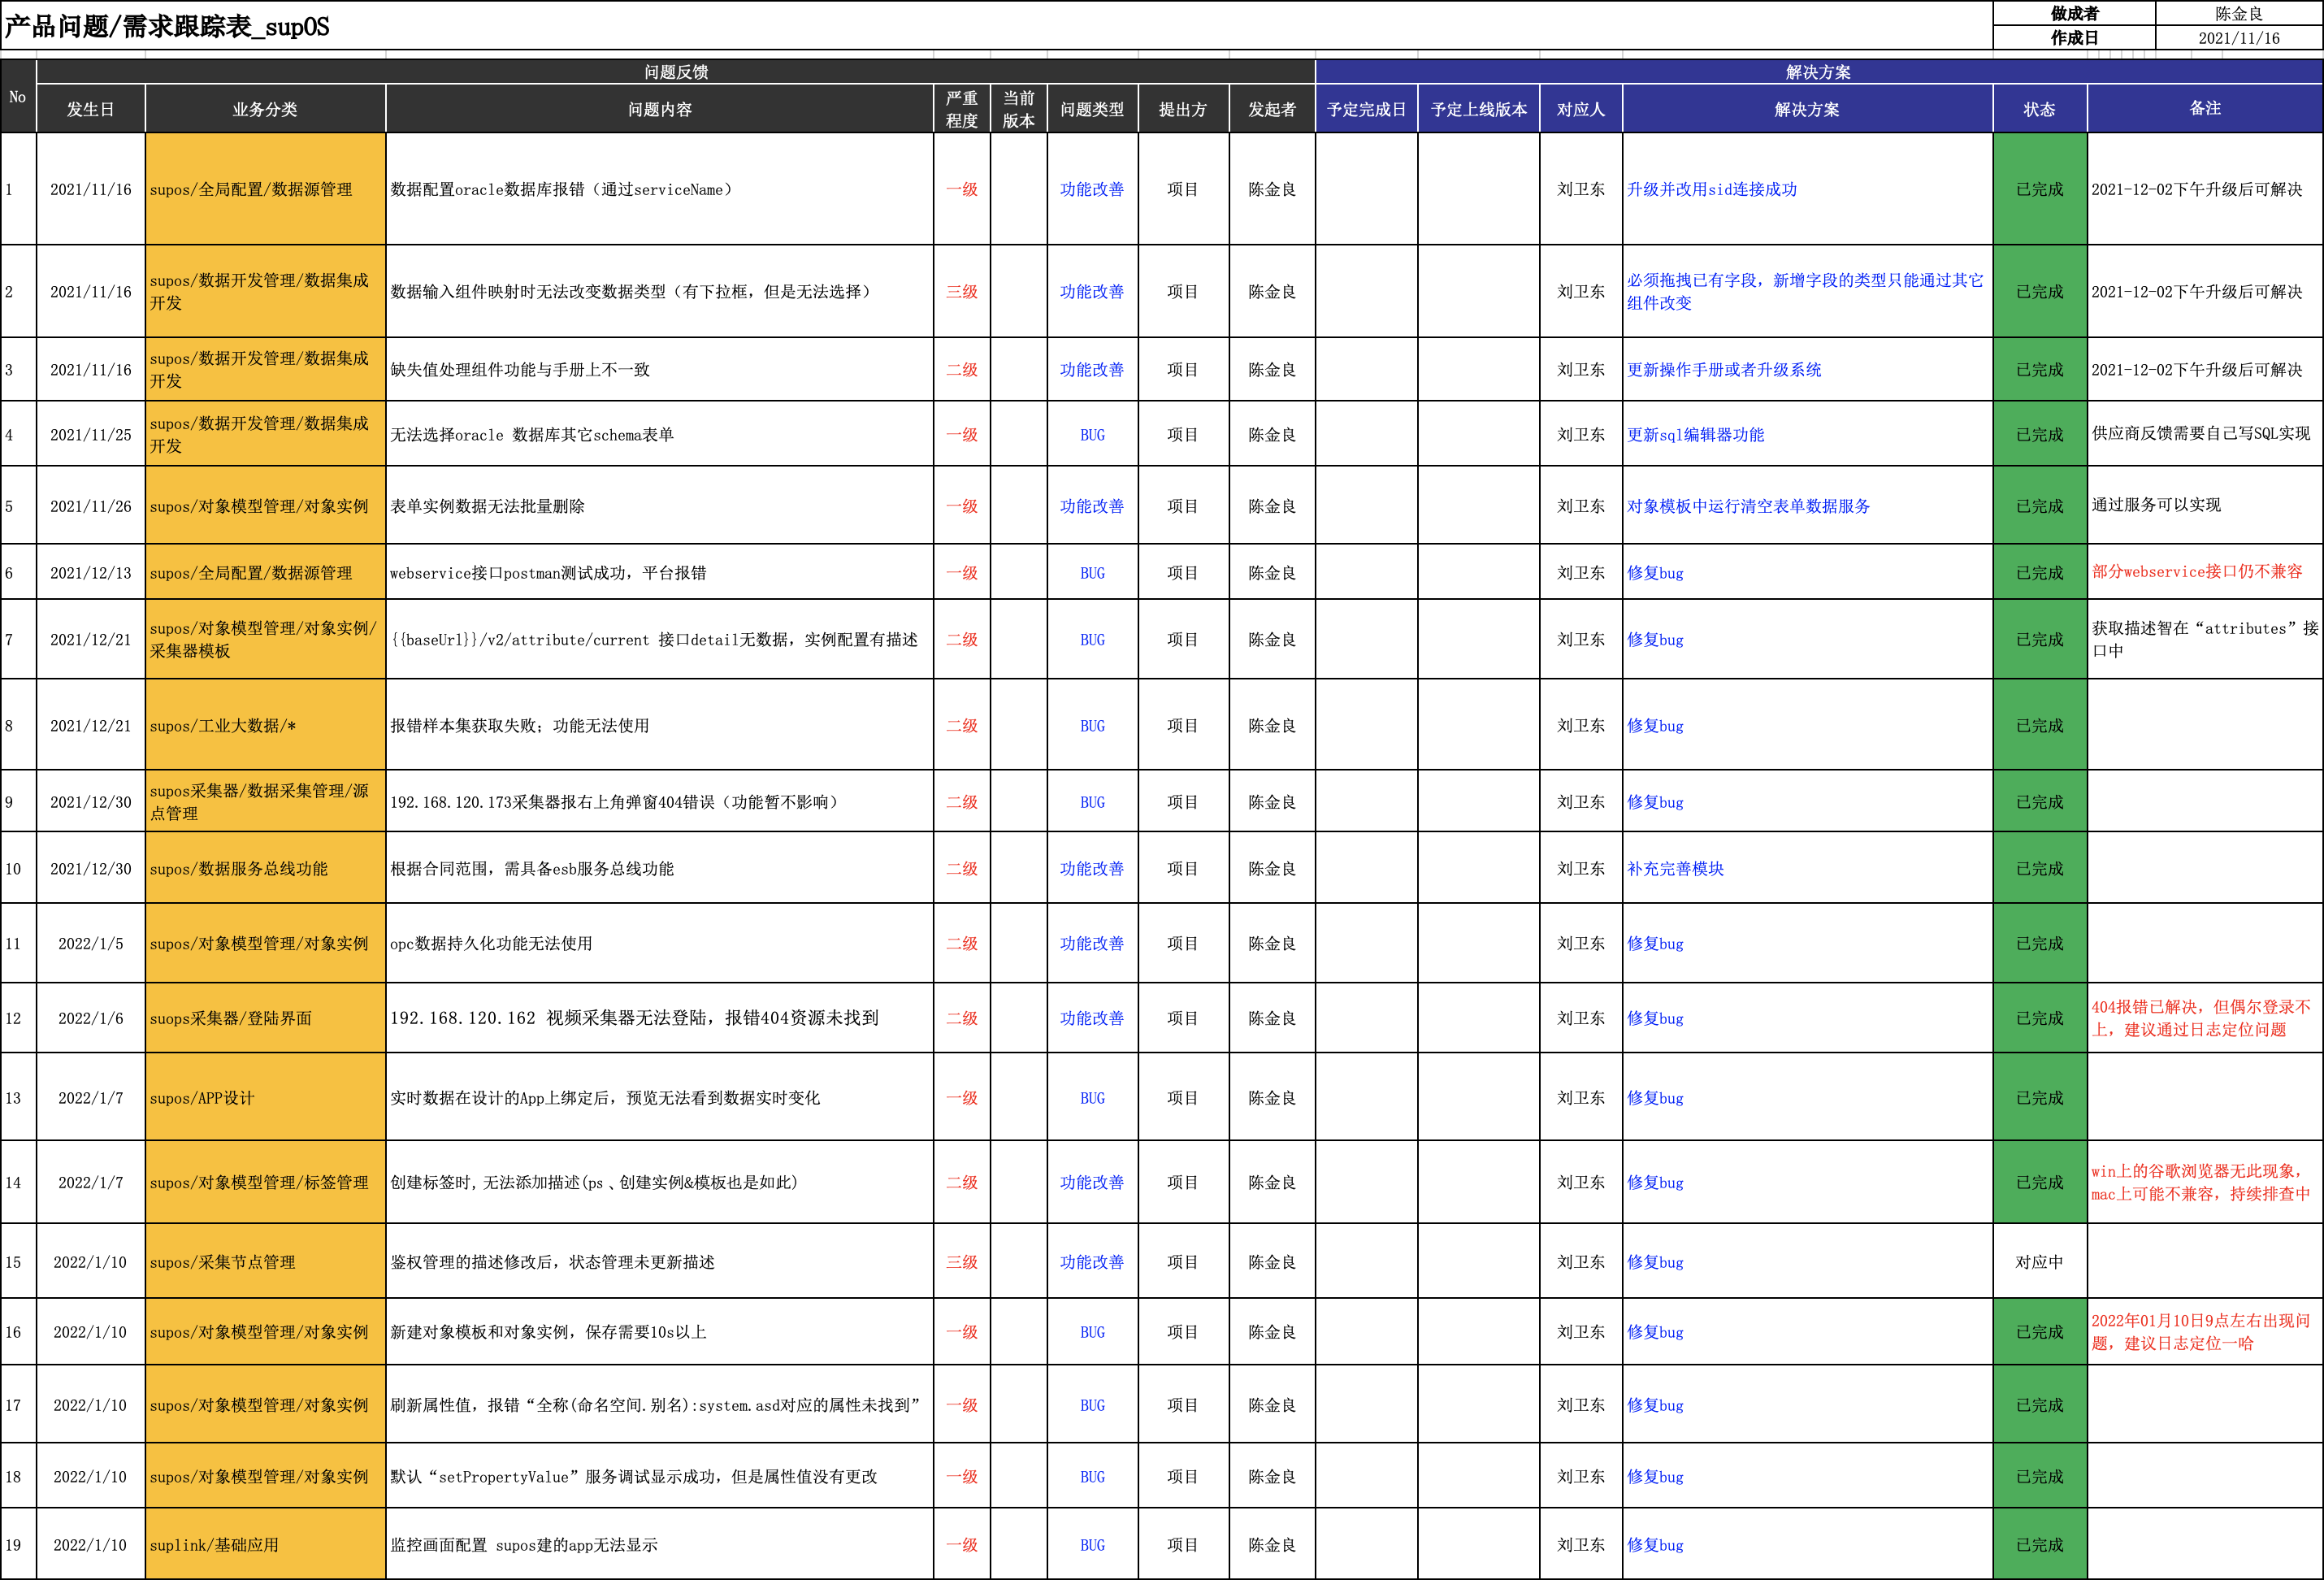 产品问题/需求跟踪表_supOS
做成者 陈金良
作成日 2021/11/16
No 问题反馈 解决方案
发生日 业务分类 问题内容 严重程度 当前版本 问题类型 提出方 发起者 予定完成日 予定上线版本 对应人 解决方案 状态 备注
1 2021/11/16 supos/全局配置/数据源管理 数据配置oracle数据库报错（通过serviceName） 一级 功能改善 项目 陈金良 刘卫东 升级并改用sid连接成功 已完成 2021-12-02下午升级后可解决
2 2021/11/16 supos/数据开发管理/数据集成开发 数据输入组件映射时无法改变数据类型（有下拉框，但是无法选择） 三级 功能改善 项目 陈金良 刘卫东 必须拖拽已有字段，新增字段的类型只能通过其它组件改变 已完成 2021-12-02下午升级后可解决
3 2021/11/16 supos/数据开发管理/数据集成开发 缺失值处理组件功能与手册上不一致 二级 功能改善 项目 陈金良 刘卫东 更新操作手册或者升级系统 已完成 2021-12-02下午升级后可解决
4 2021/11/25 supos/数据开发管理/数据集成开发 无法选择oracle 数据库其它schema表单 一级 BUG 项目 陈金良 刘卫东 更新sql编辑器功能 已完成 供应商反馈需要自己写SQL实现
5 2021/11/26 supos/对象模型管理/对象实例 表单实例数据无法批量删除 一级 功能改善 项目 陈金良 刘卫东 对象模板中运行清空表单数据服务 已完成 通过服务可以实现
6 2021/12/13 supos/全局配置/数据源管理 webservice接口postman测试成功，平台报错 一级 BUG 项目 陈金良 刘卫东 修复bug 已完成 部分webservice接口仍不兼容
7 2021/12/21 supos/对象模型管理/对象实例/采集器模板 {{baseUrl}}/v2/attribute/current 接口detail无数据，实例配置有描述 二级 BUG 项目 陈金良 刘卫东 修复bug 已完成 获取描述智在“attributes”接口中
8 2021/12/21 supos/工业大数据/* 报错样本集获取失败；功能无法使用 二级 BUG 项目 陈金良 刘卫东 修复bug 已完成
9 2021/12/30 supos采集器/数据采集管理/源点管理 192.168.120.173采集器报右上角弹窗404错误（功能暂不影响） 二级 BUG 项目 陈金良 刘卫东 修复bug 已完成
10 2021/12/30 supos/数据服务总线功能 根据合同范围，需具备esb服务总线功能 二级 功能改善 项目 陈金良 刘卫东 补充完善模块 已完成
11 2022/1/5 supos/对象模型管理/对象实例 opc数据持久化功能无法使用 二级 功能改善 项目 陈金良 刘卫东 修复bug 已完成
12 2022/1/6 suops采集器/登陆界面 192.168.120.162 视频采集器无法登陆，报错404资源未找到 二级 功能改善 项目 陈金良 刘卫东 修复bug 已完成 404报错已解决，但偶尔登录不上，建议通过日志定位问题
13 2022/1/7 supos/APP设计 实时数据在设计的App上绑定后，预览无法看到数据实时变化 一级 BUG 项目 陈金良 刘卫东 修复bug 已完成
14 2022/1/7 supos/对象模型管理/标签管理 创建标签时，无法添加描述(ps、创建实例&模板也是如此) 二级 功能改善 项目 陈金良 刘卫东 修复bug 已完成 win上的谷歌浏览器无此现象，mac上可能不兼容，持续排查中
15 2022/1/10 supos/采集节点管理 鉴权管理的描述修改后，状态管理未更新描述 三级 功能改善 项目 陈金良 刘卫东 修复bug 对应中
16 2022/1/10 supos/对象模型管理/对象实例 新建对象模板和对象实例，保存需要10s以上 一级 BUG 项目 陈金良 刘卫东 修复bug 已完成 2022年01月10日9点左右出现问题，建议日志定位一哈
17 2022/1/10 supos/对象模型管理/对象实例 刷新属性值，报错“全称(命名空间.别名):system.asd对应的属性未找到” 一级 BUG 项目 陈金良 刘卫东 修复bug 已完成
18 2022/1/10 supos/对象模型管理/对象实例 默认“setPropertyValue”服务调试显示成功，但是属性值没有更改 一级 BUG 项目 陈金良 刘卫东 修复bug 已完成
19 2022/1/10 suplink/基础应用 监控画面配置 supos建的app无法显示 一级 BUG 项目 陈金良 刘卫东 修复bug 已完成